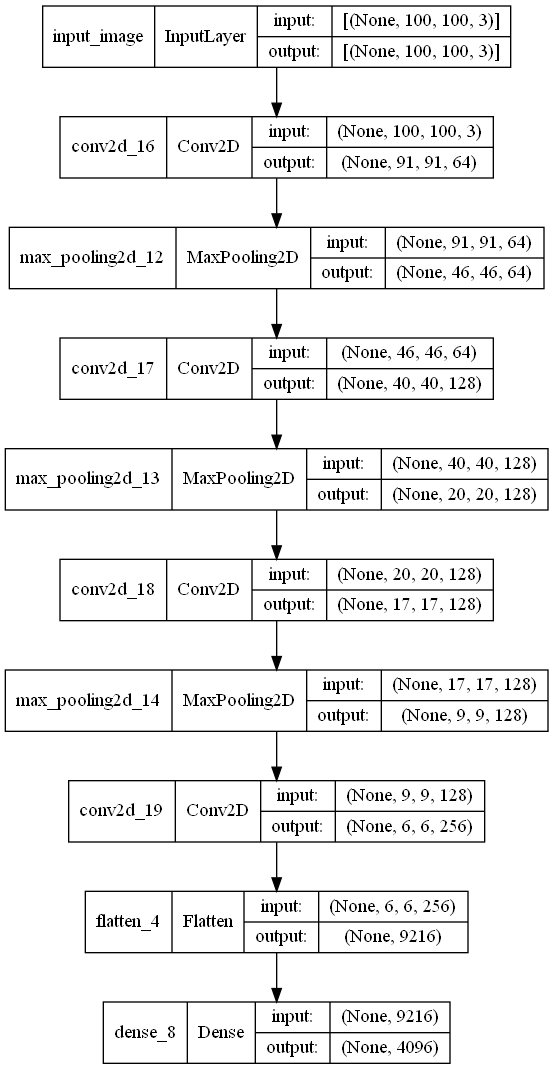 input_image InputLayer input: [(None, 100, 100, 3)]
output: [(None, 100, 100, 3)]
conv2d_16 Conv2D input: (None, 100, 100, 3)
output: (None, 91, 91, 64)
max_pooling2d_12 MaxPooling2D input: (None, 91, 91, 64)
output: (None, 46, 46, 64)
conv2d_17 Conv2D input: (None, 46, 46, 64)
output: (None, 40, 40, 128)
max_pooling2d_13 MaxPooling2D input: (None, 40, 40, 128)
output: (None, 20, 20, 128)
conv2d_18 Conv2D input: (None, 20, 20, 128)
output: (None, 17, 17, 128)
max_pooling2d_14 MaxPooling2D input: (None, 17, 17, 128)
output: (None, 9, 9, 128)
conv2d_19 Conv2D input: (None, 9, 9, 128)
output: (None, 6, 6, 256)
flatten_4 Flatten input: (None, 6, 6, 256)
output: (None, 9216)
dense_8 Dense input: (None, 9216)
output: (None, 4096)